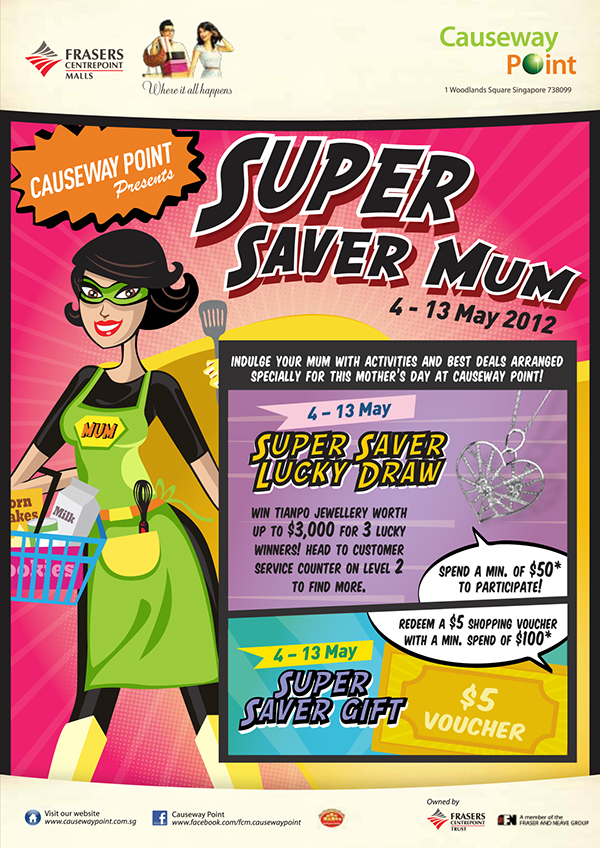 FRASERS
CENTREPOINT
MALLS
Where it all happens
Causeway
Point
1 Woodlands Square Singapore 738099
CAUSEWAY POINT
Presents
SUPER
SAVER MUM
4 - 13 May 2012
INDULGE YOUR MUM WITH ACTIVITIES AND BEST DEALS ARRANGED
SPECIALLY FOR THIS MOTHER'S DAY AT CAUSEWAY POINT!
MUM
4 – 13 May
SUPER SAVER
LUCKY DRAW
WIN TIANPO JEWELLERY WORTH
UP TO $3,000 FOR 3 LUCKY
WINNERS! HEAD TO CUSTOMER
SERVICE COUNTER ON LEVEL 2
TO FIND MORE.
SPEND A MIN. OF $50*
TO PARTICIPATE!
orn
akes
Milk
ookies
REDEEM A $5 SHOPPING VOUCHER
WITH A MIN. SPEND OF $100*
4 – 13 May
SUPER
SAVER GIFT
$5
VOUCHER
Visit our website
www.causewaypoint.com.sg
Causeway Point
www.facebook.com/fcm.causewaypoint
Owned by
FRASERS
CENTREPOINT
TRUST
A member of the
FRASER AND NEAVE GROUP